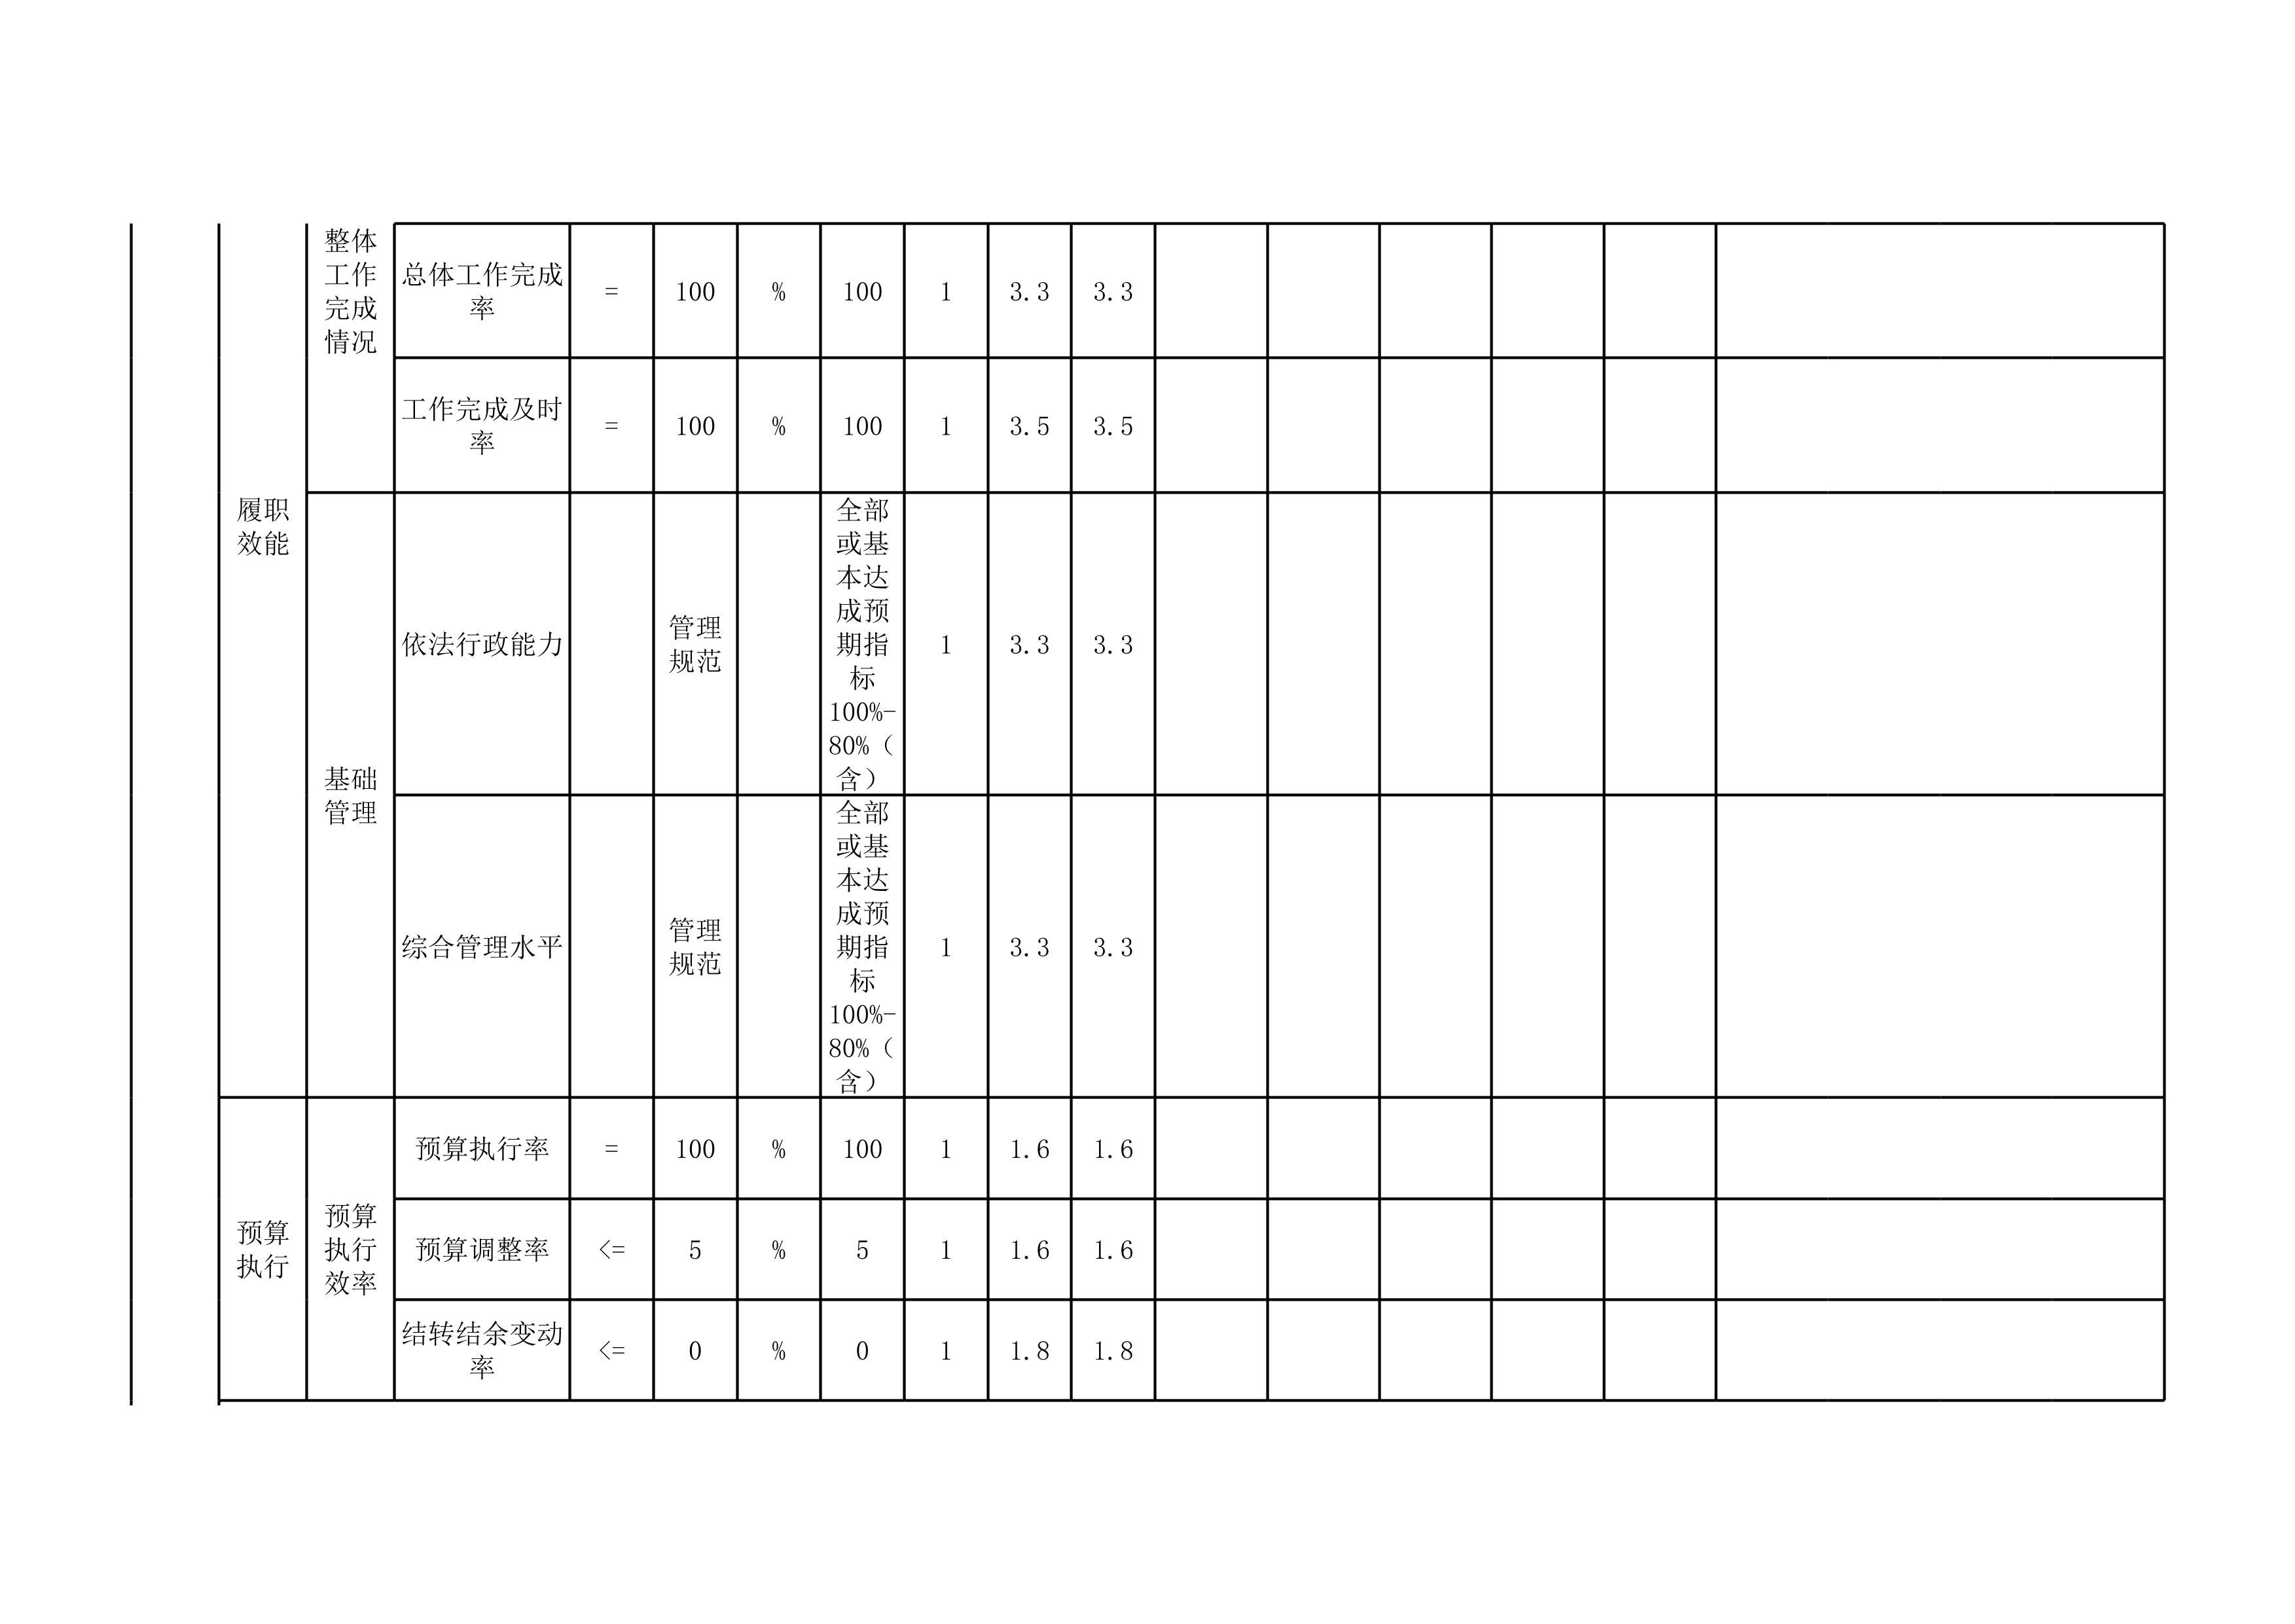 履职
效能
整体
工作
完成
情况
总体工作完成
率
=
100
%
100
1
3.3
3.3
工作完成及时
率
=
100
%
100
1
3.5
3.5
基础
管理
依法行政能力
管理
规范
全部
或基
本达
成预
期指
标
100%-
80%（
含）
1
3.3
3.3
综合管理水平
管理
规范
全部
或基
本达
成预
期指
标
100%-
80%（
含）
1
3.3
3.3
预算
执行
预算
执行
效率
预算执行率
=
100
%
100
1
1.6
1.6
预算调整率
<=
5
%
5
1
1.6
1.6
结转结余变动
率
<=
0
%
0
1
1.8
1.8